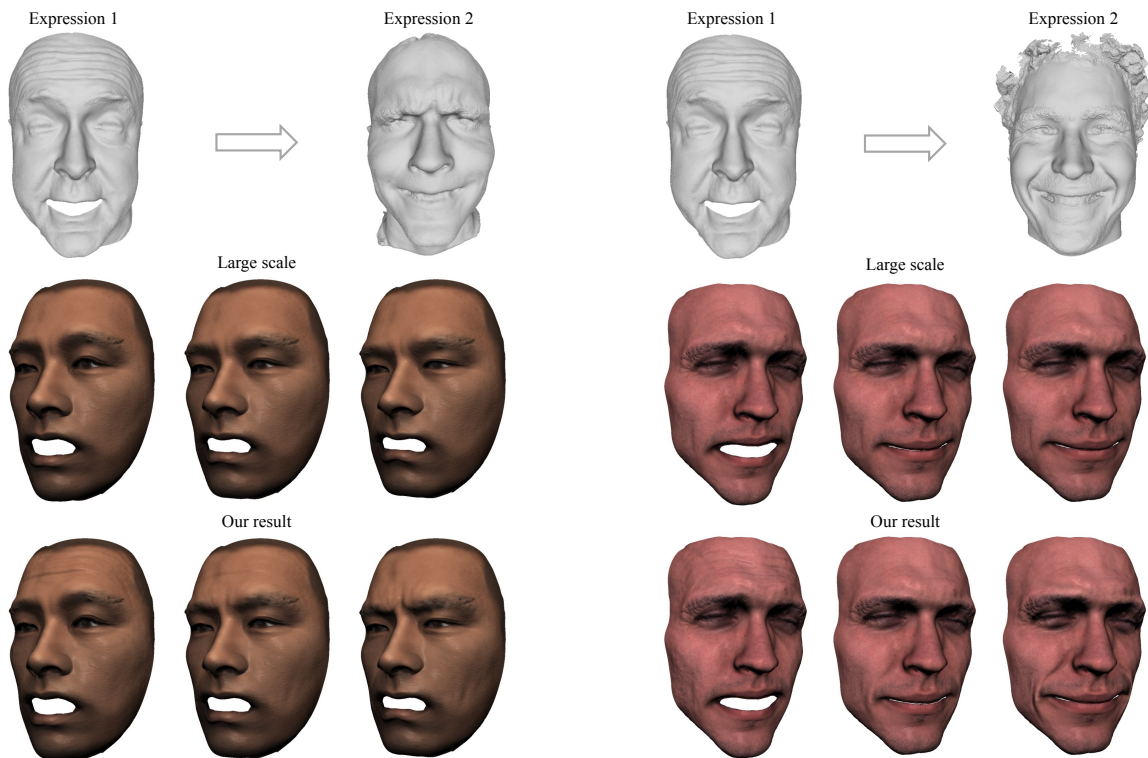 Expression 1
Expression 2
Expression 1
Expression 2
Large scale
Large scale
Our result
Our result